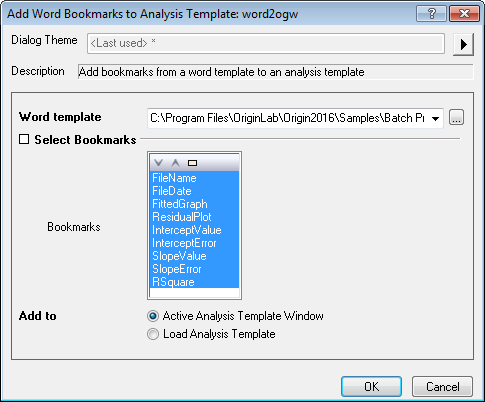 Add Word Bookmarks to Analysis Template: word2ogw
Dialog Theme <Last used> *
Description Add bookmarks from a word template to an analysis template
Word template C:\Program Files\OriginLab\Origin2016\Samples\Batch Pr ...
Select Bookmarks
FileName
FileDate
FittedGraph
ResidualPlot
Bookmarks InterceptValue
InterceptError
SlopeValue
SlopeError
RSquare
Add to Active Analysis Template Window
Load Analysis Template
OK Cancel